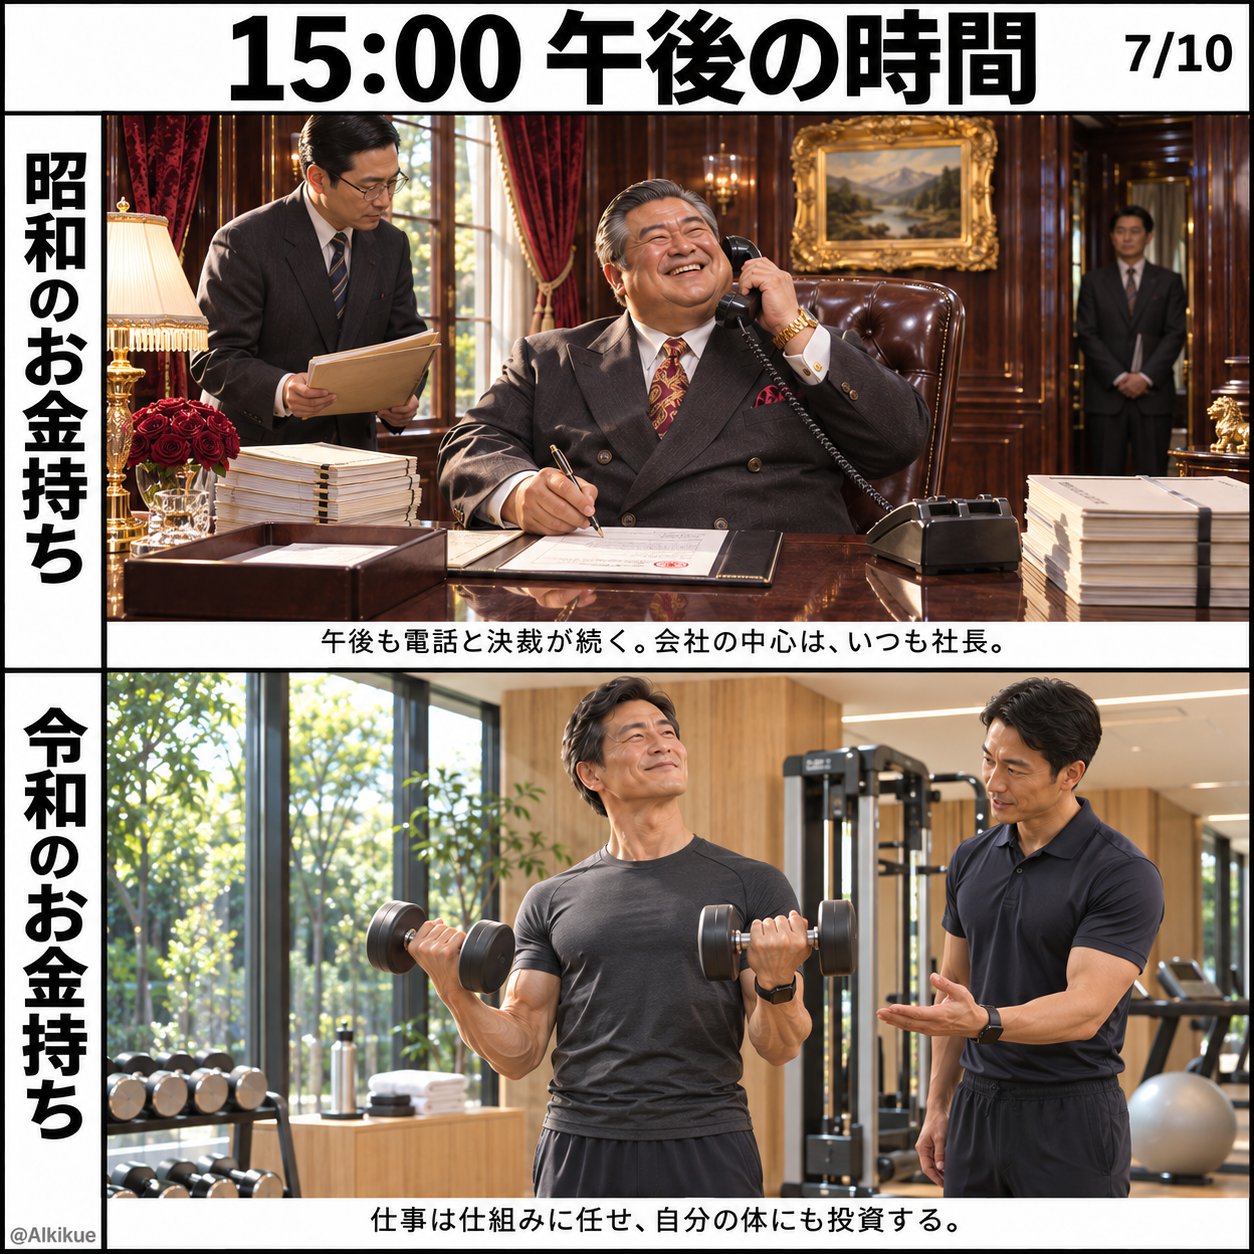 15:00 午後の時間
7/10
昭和のお金持ち
午後も電話と決裁が続く。会社の中心は、いつも社長。
令和のお金持ち
仕事は仕組みに任せ、自分の体にも投資する。
@Alkikue